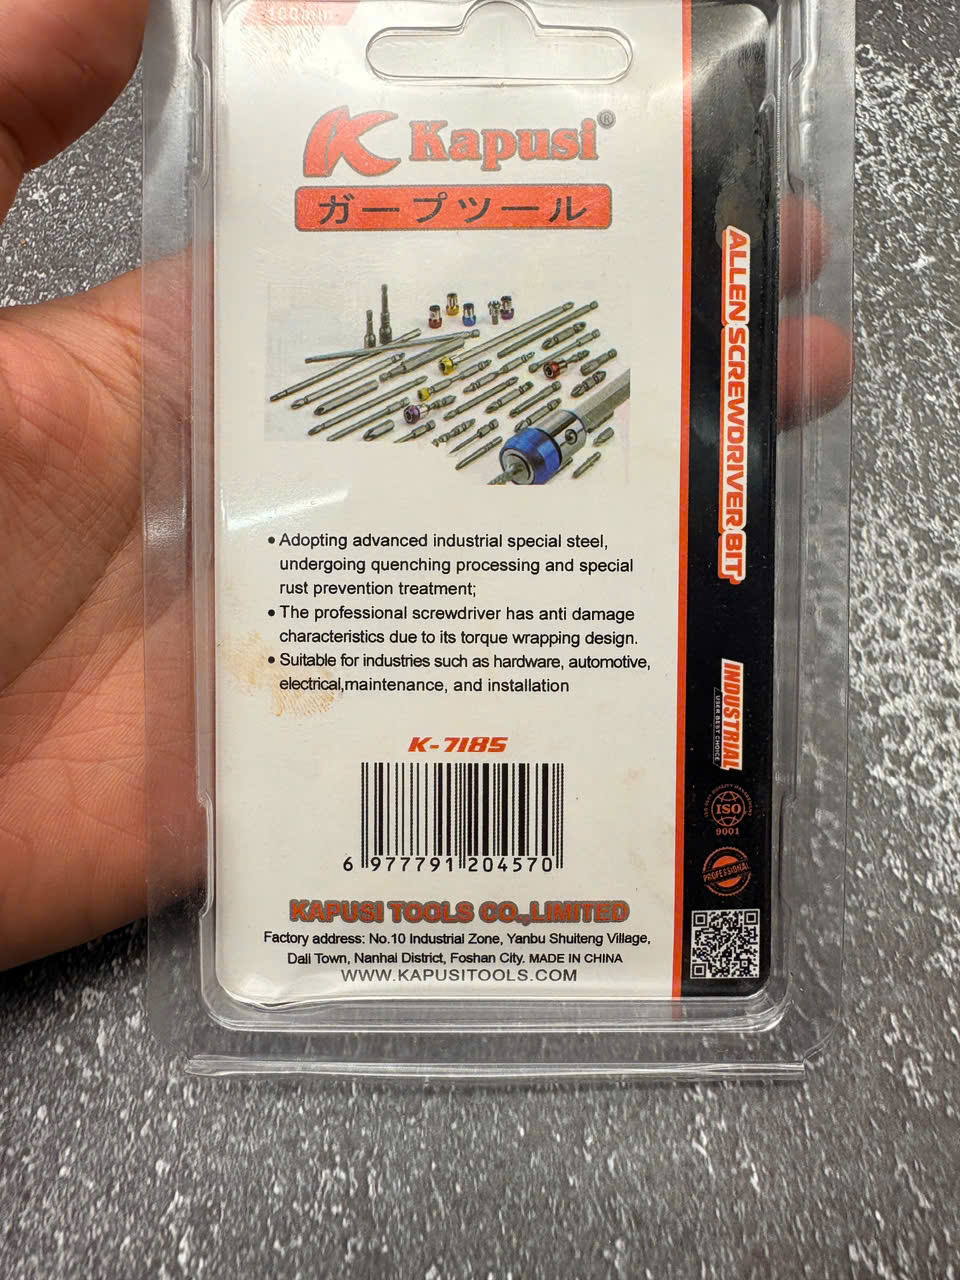 100mm
Kapusi®
ガープツール
• Adopting advanced industrial special steel,
undergoing quenching processing and special
rust prevention treatment;
• The professional screwdriver has anti damage
characteristics due to its torque wrapping design.
• Suitable for industries such as hardware, automotive,
electrical,maintenance, and installation
K-7185
6 977791 204570
KAPUSI TOOLS CO.,LIMITED
Factory address: No.10 Industrial Zone, Yanbu Shuiteng Village,
Dali Town, Nanhai District, Foshan City. MADE IN CHINA
WWW.KAPUSITOOLS.COM
ALLEN SCREWDRIVER BIT
INDUSTRIAL
USER BEST CHOICE
ISO
9001
PROFESSIONAL